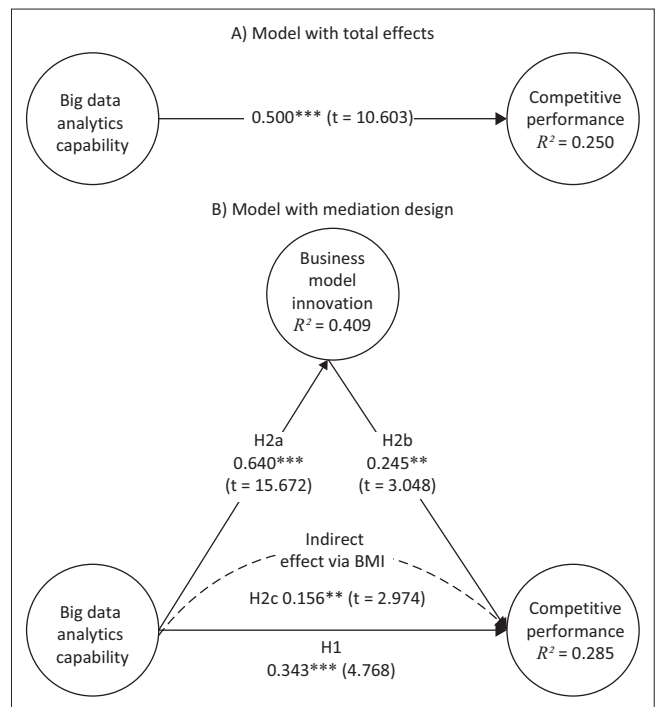 A) Model with total effects
Big data
analytics
capability
0.500*** (t = 10.603)
Competitive
performance
R² = 0.250
B) Model with mediation design
Business
model
innovation
R² = 0.409
H2a
0.640***
(t = 15.672)
H2b
0.245**
(t = 3.048)
Indirect
effect via BMI
H2c 0.156** (t = 2.974)
Big data
analytics
capability
H1
0.343*** (4.768)
Competitive
performance
R² = 0.285